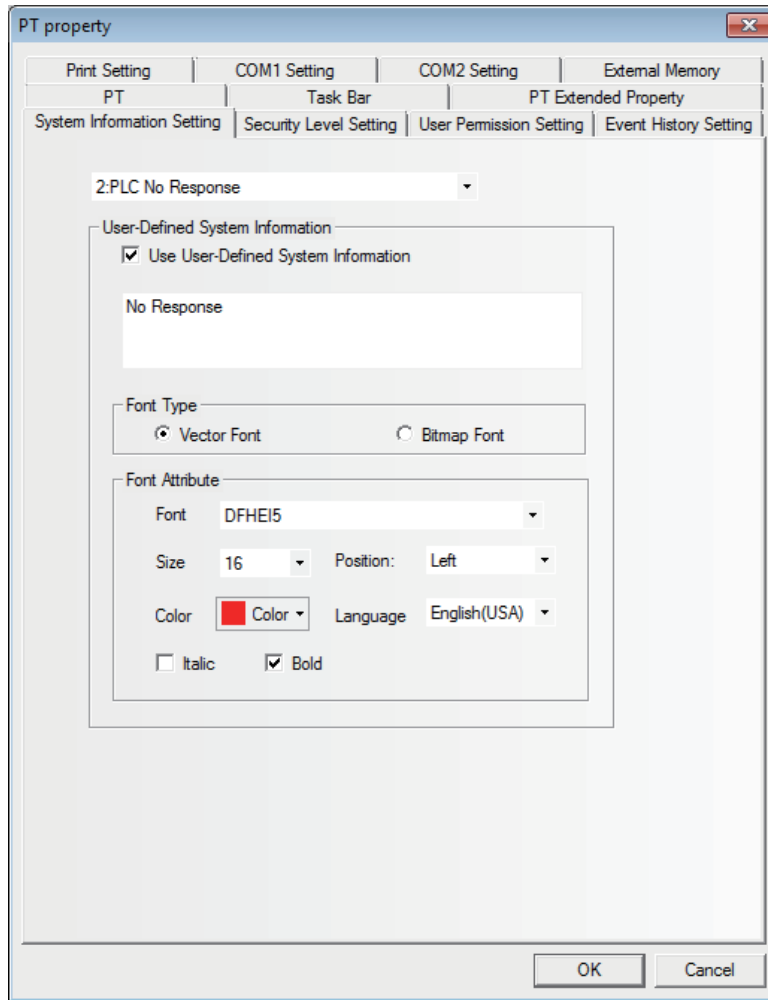 PT property
Print Setting COM1 Setting COM2 Setting External Memory
PT Task Bar PT Extended Property
System Information Setting Security Level Setting User Permission Setting Event History Setting
2:PLC No Response
User-Defined System Information
Use User-Defined System Information
No Response
Font Type
Vector Font Bitmap Font
Font Attribute
Font DFHEI5
Size 16 Position: Left
Color Color Language English(USA)
Italic Bold
OK Cancel